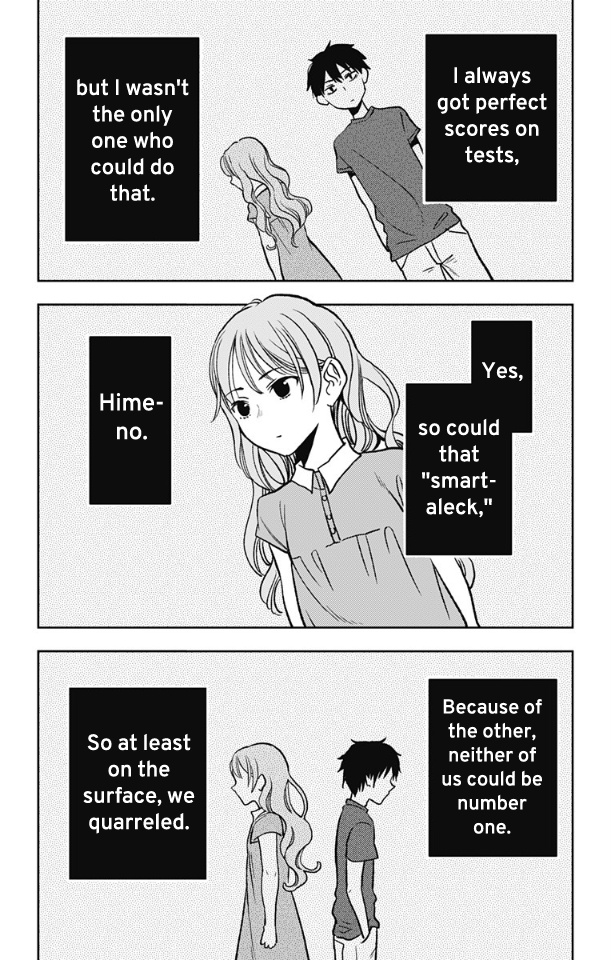 I always
got perfect
scores on
tests,
but I wasn't
the only
one who
could do
that.
Yes,
so could
that
"smart-
aleck,"
Hime-
no.
Because of
the other,
neither of
us could be
number
one.
So at least
on the
surface, we
quarreled.